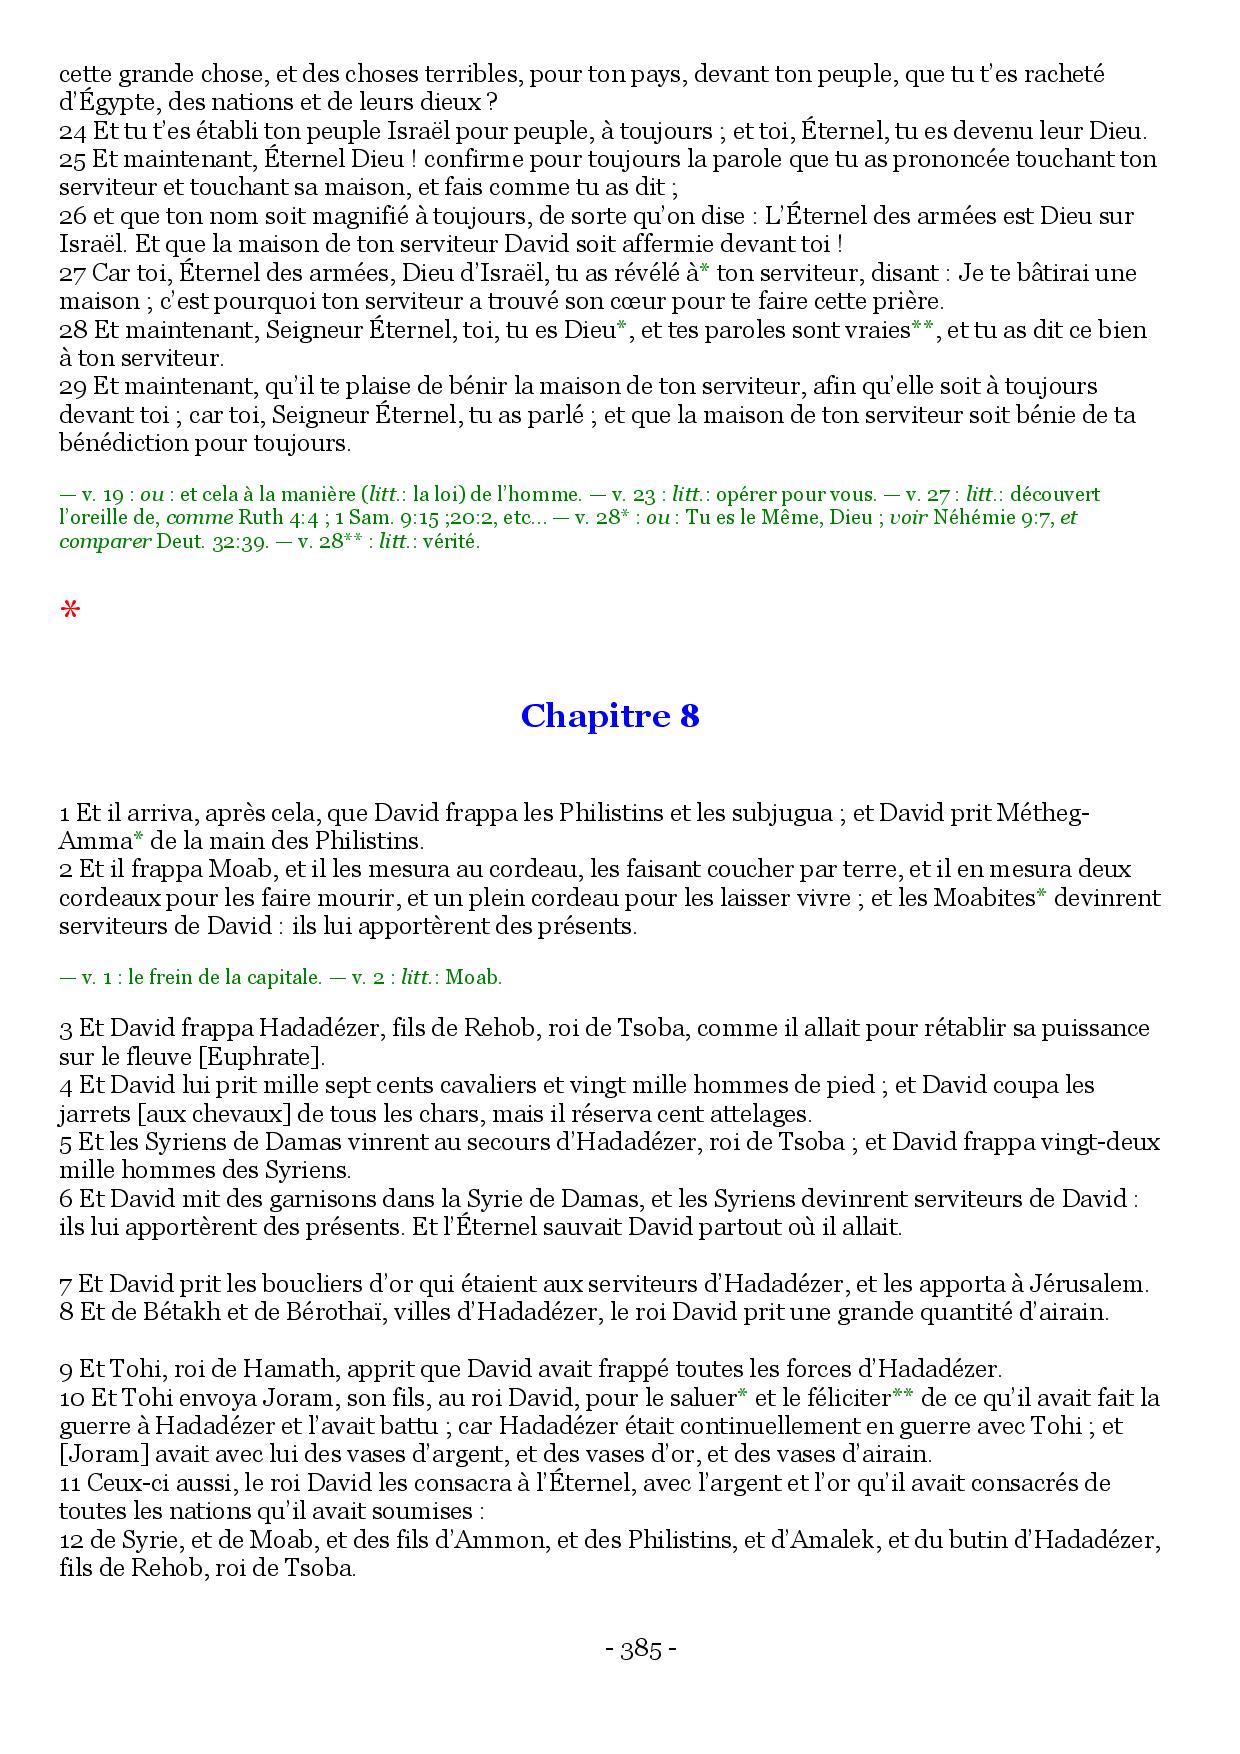 cette grande chose, et des choses terribles, pour ton pays, devant ton peuple, que tu t’es racheté
d’Égypte, des nations et de leurs dieux ?
24 Et tu t’es établi ton peuple Israël pour peuple, à toujours ; et toi, Éternel, tu es devenu leur Dieu.
25 Et maintenant, Éternel Dieu ! confirme pour toujours la parole que tu as prononcée touchant ton
serviteur et touchant sa maison, et fais comme tu as dit ;
26 et que ton nom soit magnifié à toujours, de sorte qu’on dise : L’Éternel des armées est Dieu sur
Israël. Et que la maison de ton serviteur David soit affermie devant toi !
27 Car toi, Éternel des armées, Dieu d’Israël, tu as révélé à* ton serviteur, disant : Je te bâtirai une
maison ; c’est pourquoi ton serviteur a trouvé son cœur pour te faire cette prière.
28 Et maintenant, Seigneur Éternel, toi, tu es Dieu*, et tes paroles sont vraies**, et tu as dit ce bien
à ton serviteur.
29 Et maintenant, qu’il te plaise de bénir la maison de ton serviteur, afin qu’elle soit à toujours
devant toi ; car toi, Seigneur Éternel, tu as parlé ; et que la maison de ton serviteur soit bénie de ta
bénédiction pour toujours.
— v. 19 : ou : et cela à la manière (litt.: la loi) de l’homme. — v. 23 : litt.: opérer pour vous. — v. 27 : litt.: découvert
l’oreille de, comme Ruth 4:4 ; 1 Sam. 9:15 ;20:2, etc... — v. 28* : ou : Tu es le Même, Dieu ; voir Néhémie 9:7, et
comparer Deut. 32:39. — v. 28** : litt.: vérité.
*
Chapitre 8
1 Et il arriva, après cela, que David frappa les Philistins et les subjugua ; et David prit Métheg-
Amma* de la main des Philistins.
2 Et il frappa Moab, et il les mesura au cordeau, les faisant coucher par terre, et il en mesura deux
cordeaux pour les faire mourir, et un plein cordeau pour les laisser vivre ; et les Moabites* devinrent
serviteurs de David : ils lui apportèrent des présents.
— v. 1 : le frein de la capitale. — v. 2 : litt.: Moab.
3 Et David frappa Hadadézer, fils de Rehob, roi de Tsoba, comme il allait pour rétablir sa puissance
sur le fleuve [Euphrate].
4 Et David lui prit mille sept cents cavaliers et vingt mille hommes de pied ; et David coupa les
jarrets [aux chevaux] de tous les chars, mais il réserva cent attelages.
5 Et les Syriens de Damas vinrent au secours d’Hadadézer, roi de Tsoba ; et David frappa vingt-deux
mille hommes des Syriens.
6 Et David mit des garnisons dans la Syrie de Damas, et les Syriens devinrent serviteurs de David :
ils lui apportèrent des présents. Et l’Éternel sauvait David partout où il allait.
7 Et David prit les boucliers d’or qui étaient aux serviteurs d’Hadadézer, et les apporta à Jérusalem.
8 Et de Bétakh et de Bérothaï, villes d’Hadadézer, le roi David prit une grande quantité d’airain.
9 Et Tohi, roi de Hamath, apprit que David avait frappé toutes les forces d’Hadadézer.
10 Et Tohi envoya Joram, son fils, au roi David, pour le saluer* et le féliciter** de ce qu’il avait fait la
guerre à Hadadézer et l’avait battu ; car Hadadézer était continuellement en guerre avec Tohi ; et
[Joram] avait avec lui des vases d’argent, et des vases d’or, et des vases d’airain.
11 Ceux-ci aussi, le roi David les consacra à l’Éternel, avec l’argent et l’or qu’il avait consacrés de
toutes les nations qu’il avait soumises :
12 de Syrie, et de Moab, et des fils d’Ammon, et des Philistins, et d’Amalek, et du butin d’Hadadézer,
fils de Rehob, roi de Tsoba.
- 385 -